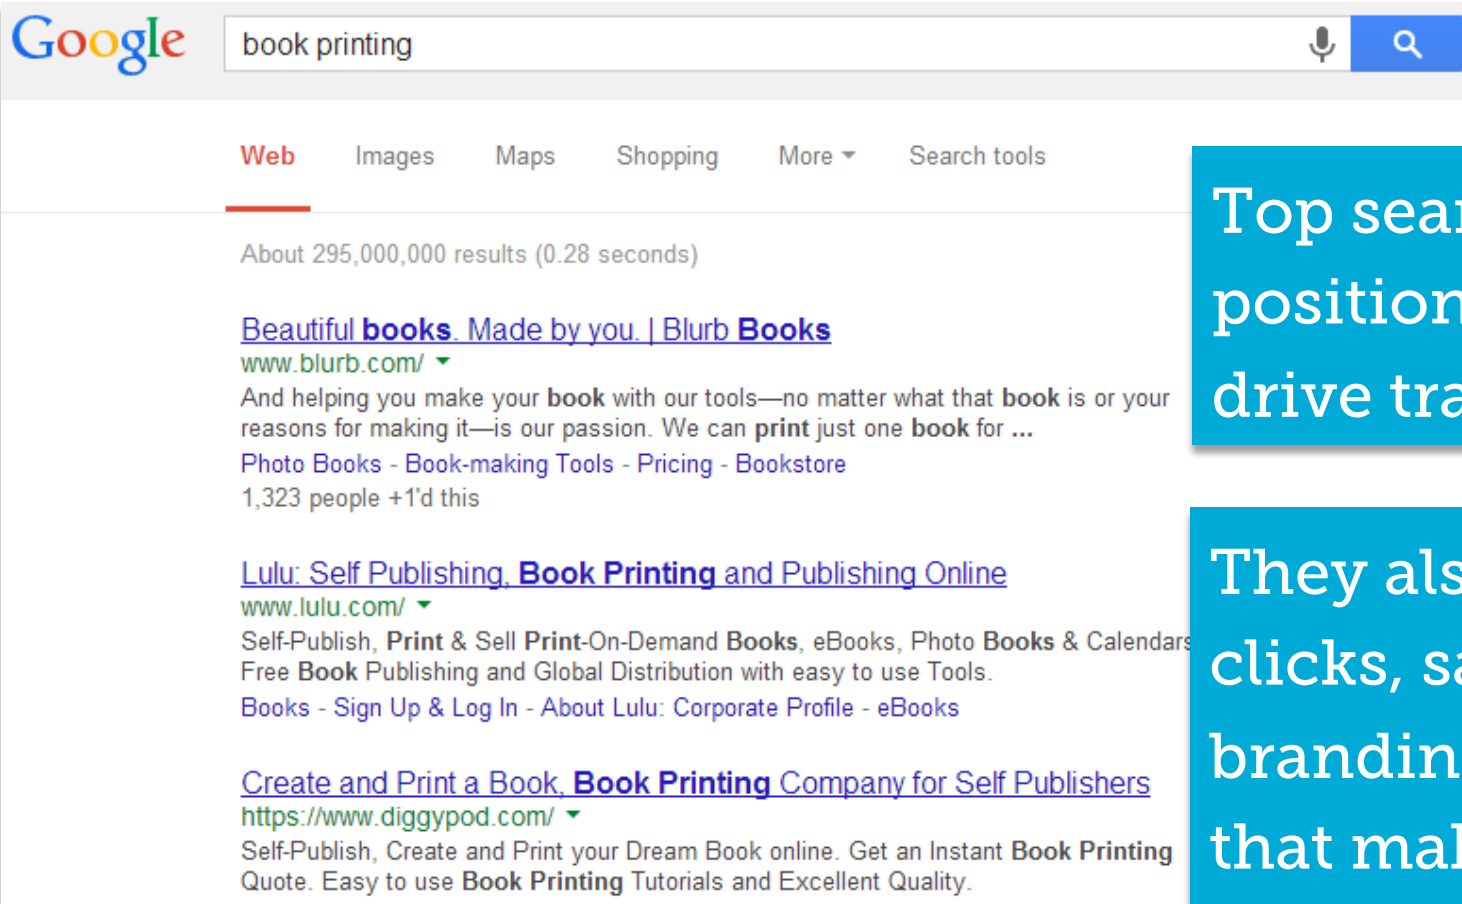 Google
book printing
Web Images Maps Shopping More Search tools
About 295,000,000 results (0.28 seconds)
Beautiful books. Made by you. | Blurb Books
www.blurb.com/
And helping you make your book with our tools—no matter what that book is or your
reasons for making it—is our passion. We can print just one book for ...
Photo Books - Book-making Tools - Pricing - Bookstore
1,323 people +1'd this
Lulu: Self Publishing, Book Printing and Publishing Online
www.lulu.com/
Self-Publish, Print & Sell Print-On-Demand Books, eBooks, Photo Books & Calendars
Free Book Publishing and Global Distribution with easy to use Tools.
Books - Sign Up & Log In - About Lulu: Corporate Profile - eBooks
Create and Print a Book, Book Printing Company for Self Publishers
https://www.diggypod.com/
Self-Publish, Create and Print your Dream Book online. Get an Instant Book Printing
Quote. Easy to use Book Printing Tutorials and Excellent Quality.
Top
position
drive
They
clicks,
that